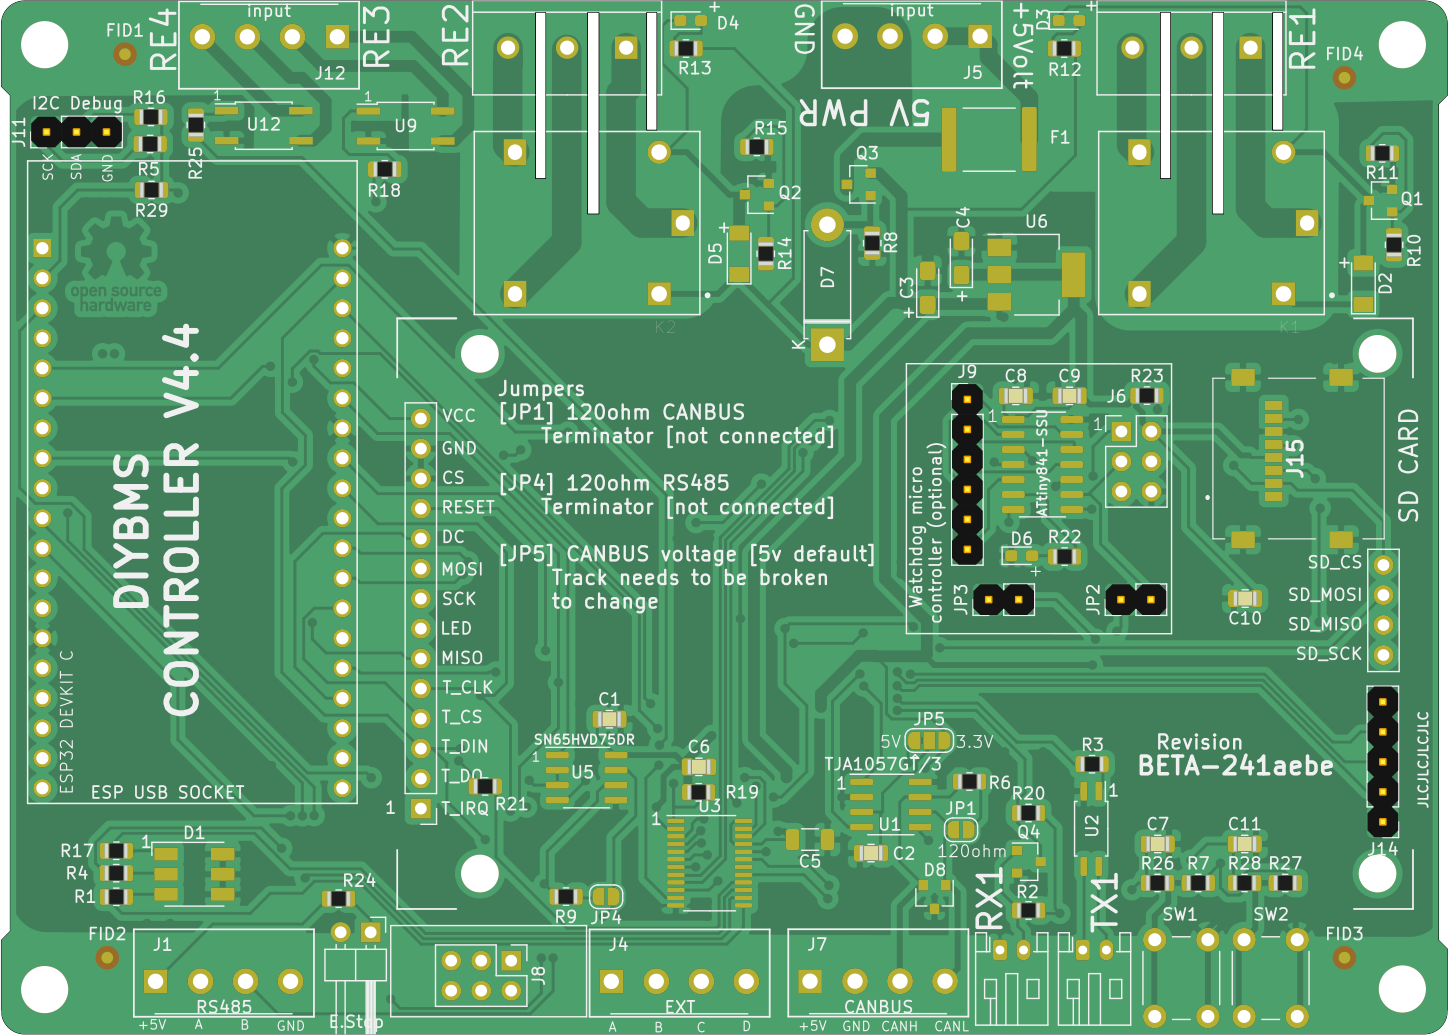 RE4
input
RE3
RE2
+
D4
GND
input
+5Volt
D3
+
RE1
FID1
J12
R13
J5
R12
FID4
I2C Debug
R16
J11
SCK
SDA
GND
R5
R29
R25
1
U12
1
U9
R18
5V PWR
F1
R15
Q3
Q2
R11
Q1
R14
+
D5
R8
D7
K
C4
+
C3
+
U6
R10
+
D2
K2
K1
open source
hardware
DIYBMS
CONTROLLER V4.4
ESP32 DEVKIT C
ESP USB SOCKET
VCC
GND
CS
RESET
DC
MOSI
SCK
LED
MISO
T_CLK
T_CS
T_DIN
T_DO
T_IRQ
1
Jumpers
[JP1] 120ohm CANBUS
Terminator [not connected]
[JP4] 120ohm RS485
Terminator [not connected]
[JP5] CANBUS voltage [5v default]
Track needs to be broken
to change
J9
C8
C9
R23
J6
1
1
ATtiny841-SSU
Watchdog micro
controller (optional)
D6
+
R22
JP3
JP2
J15
SD CARD
C10
SD_CS
SD_MOSI
SD_MISO
SD_SCK
C1
SN65HVD75DR
1
U5
R21
C6
R19
U3
1
JP5
5V
3.3V
TJA1057GT/3
1
U1
R6
JP1
120ohm
C2
C5
D8
R20
Q4
R2
R3
1
U2
Revision
BETA-241aebe
JLCJLCJLCJLC
J14
C7
C11
R26
R7
R28
R27
SW1
SW2
RX1
TX1
R17
R4
R1
1
D1
R24
R9
JP4
FID2
FID3
J1
RS485
+5V
A
B
GND
E.Stop
J8
J4
EXT
A
B
C
D
J7
CANBUS
+5V
GND
CANH
CANL